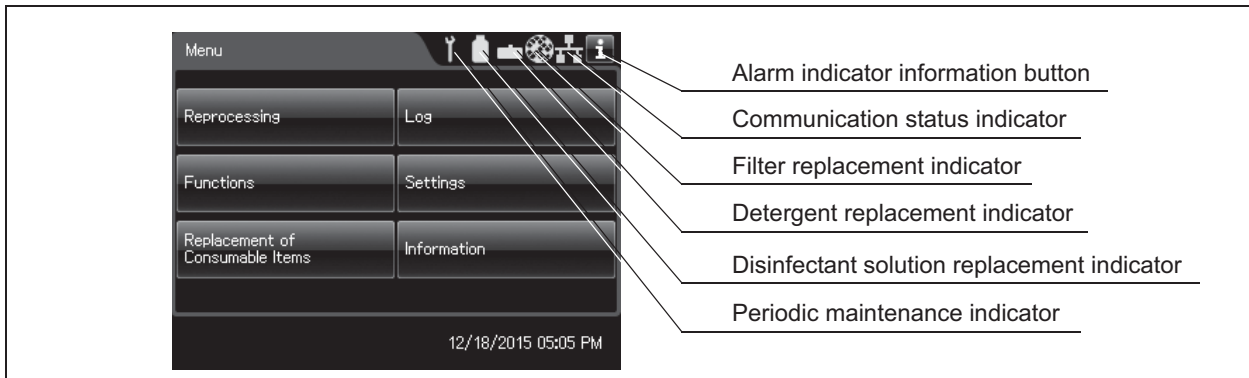 Menu
Reprocessing
Log
Functions
Settings
Replacement of
Consumable Items
Information
12/18/2015 05:05 PM
Alarm indicator information button
Communication status indicator
Filter replacement indicator
Detergent replacement indicator
Disinfectant solution replacement indicator
Periodic maintenance indicator